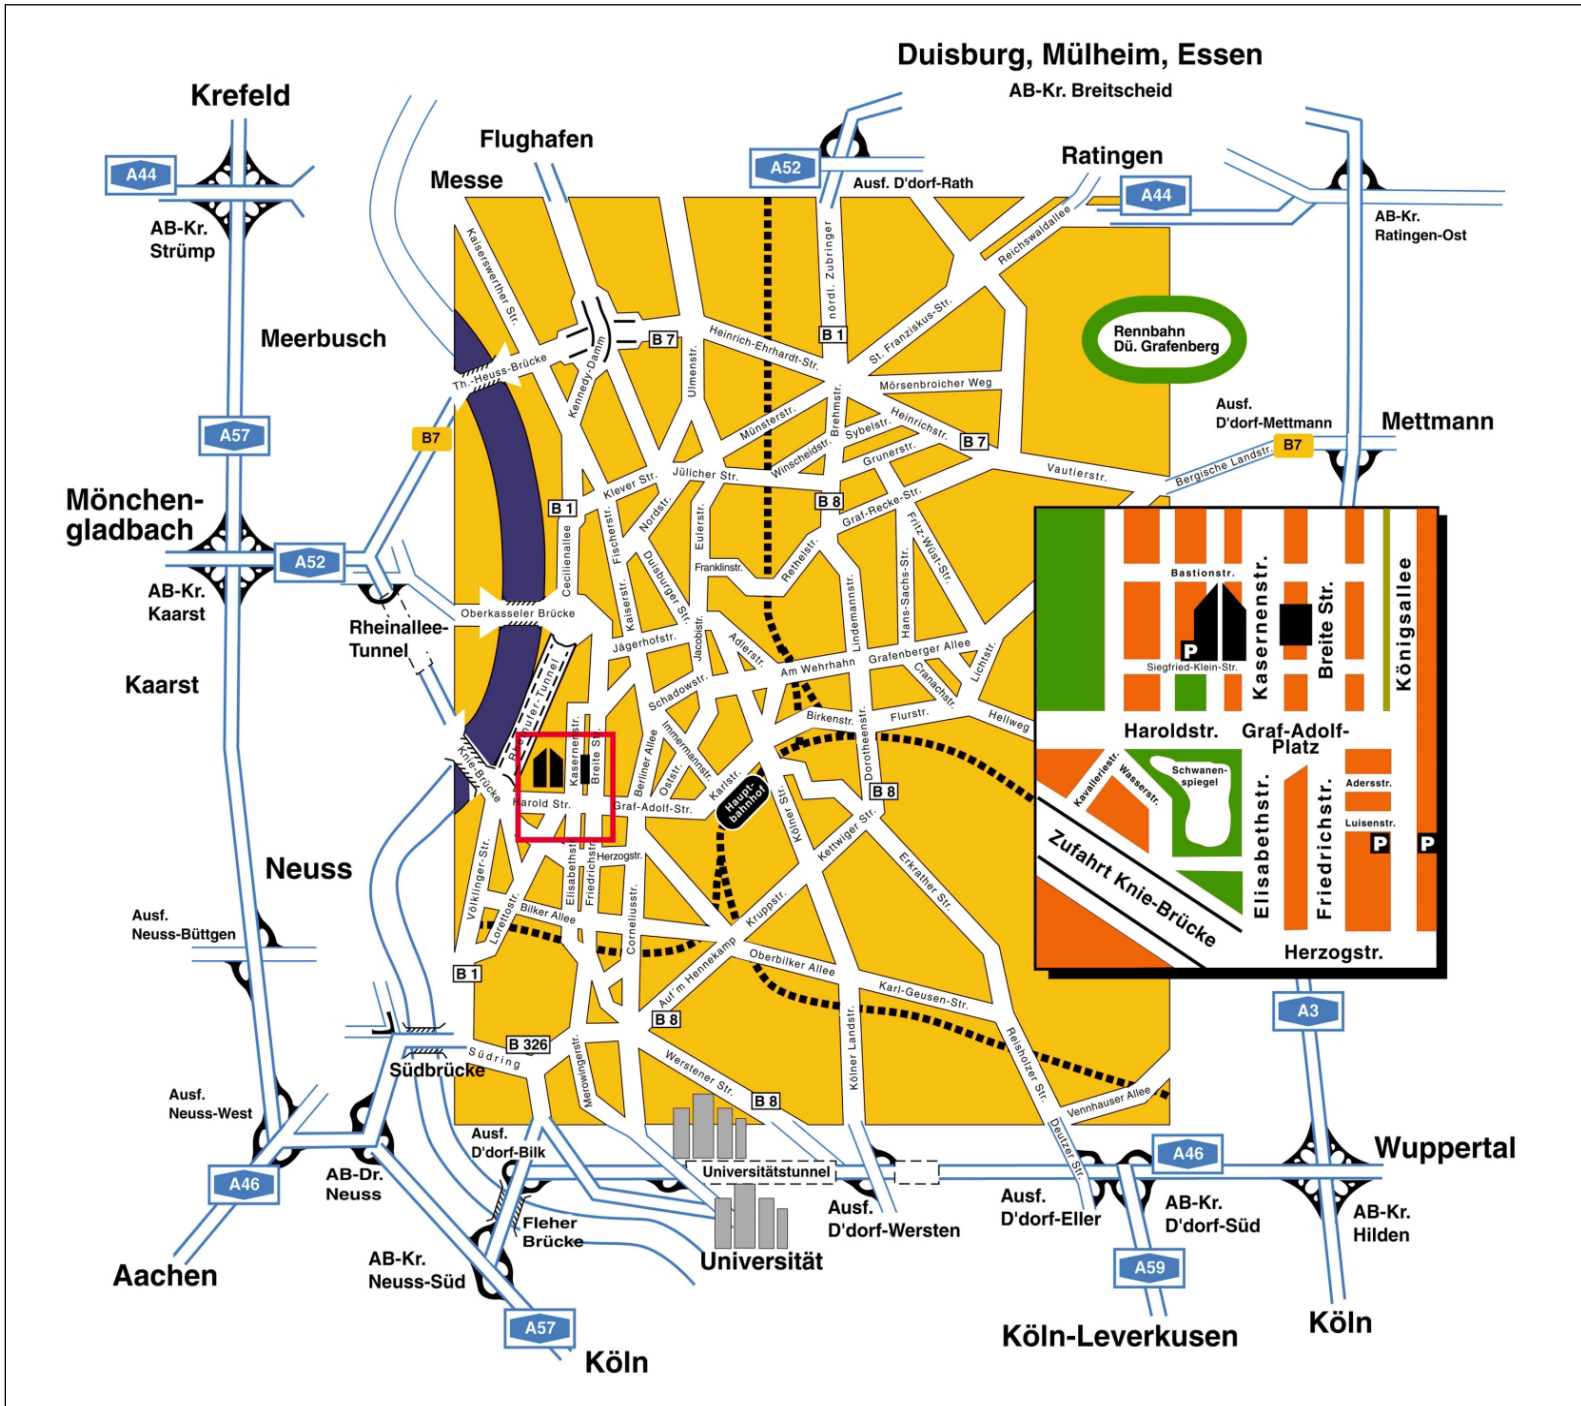 Duisburg, Mülheim, Essen
AB-Kr. Breitscheid
Krefeld
Flughafen
Messe
A44
A52
Ausf. D'dorf-Rath
Ratingen
A44
AB-Kr.
Strümp
AB-Kr.
Ratingen-Ost
Kaiserswerther Str.
nördl. Zubringer
Reichswaldallee
Meerbusch
B 7
B 1
Heinrich-Ehrhardt-Str.
St. Franziskus-Str.
Rennbahn
Dü. Grafenberg
Th.-Heuss-Brücke
Kennedy-Damm
Ulmenstr.
Mörsenbroicher Weg
A57
B7
Münsterstr.
Brehmstr.
Sybelstr.
Heinrichstr.
B 7
Ausf.
D'dorf-Mettmann
B7
Mettmann
Winscheidstr.
Grunerstr.
Vautierstr.
Bergische Landstr.
Klever Str.
Jülicher Str.
Mönchen-
gladbach
A52
B 1
B 8
Graf-Recke-Str.
Fischerstr.
Nordstr.
Eulerstr.
Fritz-Wüst-Str.
Cecilienallee
Duisburger Str.
Franklinstr.
Rethelstr.
AB-Kr.
Kaarst
Rheinallee-
Tunnel
Oberkasseler Brücke
Kaiserstr.
Jägerhofstr.
Jacobistr.
Adlerstr.
Lindemannstr.
Hans-Sachs-Str.
Am Wehrhahn
Grafenberger Allee
Cranachstr.
Lichtstr.
Kaarst
Rheinufer-Tunnel
Schadowstr.
Birkenstr.
Flurstr.
Hellweg
Knie-Brücke
Kasernenstr.
Breite Str.
Berliner Allee
Immermannstr.
Oststr.
Karlstr.
Dorotheenstr.
Harold Str.
Graf-Adolf-Str.
Haupt-
bahnhof
Kölner Str.
B 8
Kettwiger Str.
Neuss
Völklinger-Str.
Elisabethstr.
Friedrichstr.
Herzogstr.
Erkrather Str.
Lorettostr.
Bilker Allee
Corneliusstr.
Kruppstr.
Ausf.
Neuss-Büttgen
B 1
Auf´m Hennekamp
Oberbilker Allee
Karl-Geusen-Str.
B 8
B 326
Südring
Südbrücke
Merowingerstr.
Werstener Str.
B 8
Kölner Landstr.
Reisholzer Str.
Vennhauser Allee
Deutzer Str.
Bastionstr.
Kasernenstr.
Breite Str.
Königsallee
P
Siegfried-Klein-Str.
Haroldstr.
Graf-Adolf-
Platz
Kavalleriestr.
Wasserstr.
Schwanen-
spiegel
Adersstr.
Luisenstr.
P
P
Elisabethstr.
Friedrichstr.
Zufahrt Knie-Brücke
Herzogstr.
A3
Ausf.
Neuss-West
A46
AB-Dr.
Neuss
Ausf.
D'dorf-Bilk
Universitätstunnel
A46
Wuppertal
Ausf.
D'dorf-Wersten
Ausf.
D'dorf-Eller
AB-Kr.
D'dorf-Süd
AB-Kr.
Hilden
Fleher
Brücke
Universität
AB-Kr.
Neuss-Süd
Aachen
A59
A57
Köln
Köln-Leverkusen
Köln